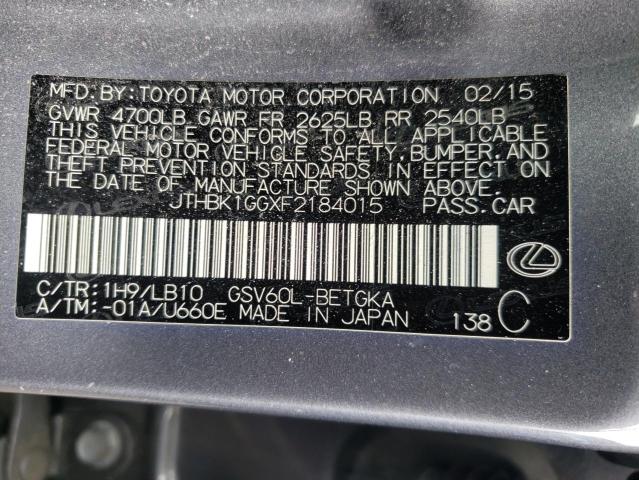 MFD. BY: TOYOTA MOTOR CORPORATION 02/15
GVWR 4700LB GAWR FR 2625LB RR 2540LB
THIS VEHICLE CONFORMS TO ALL APPLICABLE
FEDERAL MOTOR VEHICLE SAFETY, BUMPER, AND
THEFT PREVENTION STANDARDS IN EFFECT ON
THE DATE OF MANUFACTURE SHOWN ABOVE.
JTHBK1GGXF2184015 PASS.CAR
C/TR: 1H9/LB10 GSV60L-BETGKA
A/TM: -01A/U660E MADE IN JAPAN
138 C